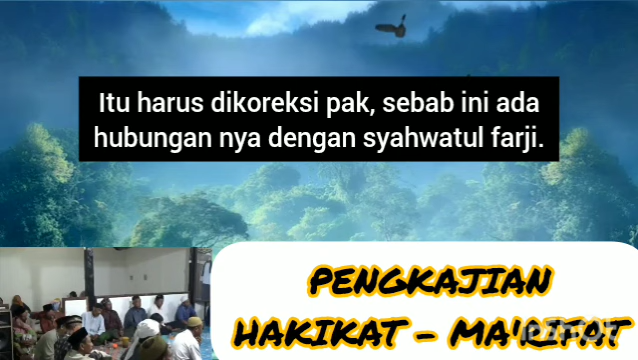 Itu harus dikoreksi pak, sebab ini ada
hubungan nya dengan syahwatul farji.
PENGKAJIAN
HAKIKAT - MA'RIFAT